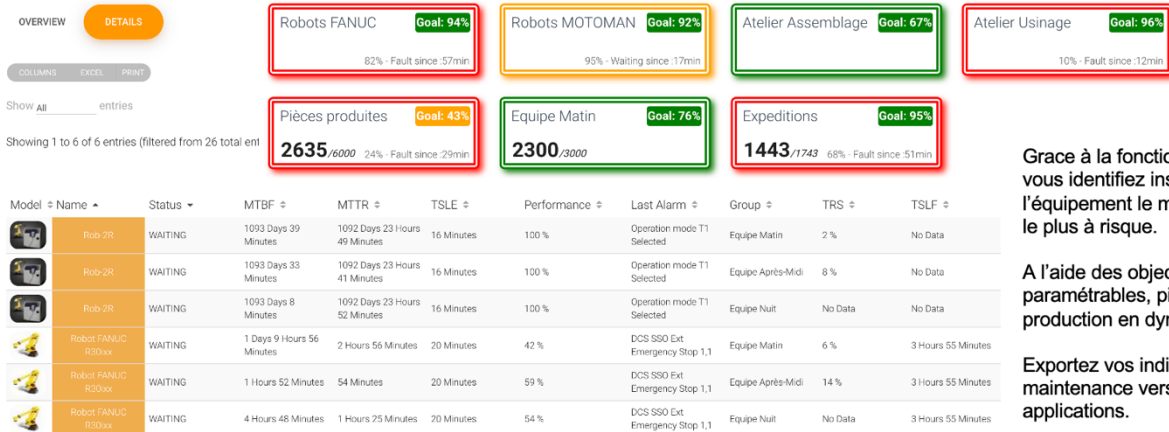 OVERVIEW DETAILS
COLUMNS EXCEL PRINT
Show All entries
Showing 1 to 6 of 6 entries (filtered from 26 total ent
Robots FANUC Goal: 94%
82% - Fault since :57min
Robots MOTOMAN Goal: 92%
95% - Waiting since :17min
Atelier Assemblage Goal: 67%
Atelier Usinage Goal: 96%
10% - Fault since :12min
Pièces produites Goal: 43%
2635/6000 24% - Fault since :29min
Equipe Matin Goal: 76%
2300/3000
Expeditions Goal: 95%
1443/1743 68% - Fault since :51min
Model Name Status MTBF MTTR TSLE Performance Last Alarm Group TRS TSLF
Rob-2R WAITING 1093 Days 39 Minutes 1092 Days 23 Hours 49 Minutes 16 Minutes 100 % Operation mode T1 Selected Equipe Matin 2 % No Data
Rob-2R WAITING 1093 Days 33 Minutes 1092 Days 23 Hours 41 Minutes 16 Minutes 100 % Operation mode T1 Selected Equipe Après-Midi 8 % No Data
Rob-2R WAITING 1093 Days 8 Minutes 1092 Days 23 Hours 52 Minutes 16 Minutes 100 % Operation mode T1 Selected Equipe Nuit No Data No Data
Robot FANUC R30ixx WAITING 1 Days 9 Hours 56 Minutes 2 Hours 56 Minutes 20 Minutes 42 % DCS SSO Ext Emergency Stop 1,1 Equipe Matin 6 % 3 Hours 55 Minutes
Robot FANUC R30ixx WAITING 1 Hours 52 Minutes 54 Minutes 20 Minutes 59 % DCS SSO Ext Emergency Stop 1,1 Equipe Après-Midi 14 % 3 Hours 55 Minutes
Robot FANUC R30ixx WAITING 4 Hours 48 Minutes 1 Hours 25 Minutes 20 Minutes 54 % DCS SSO Ext Emergency Stop 1,1 Equipe Nuit No Data 3 Hours 55 Minutes
Grace à la fonctio
vous identifiez ins
l'équipement le m
le plus à risque.
A l'aide des objec
paramétrables, pi
production en dyn
Exportez vos indi
maintenance vers
applications.